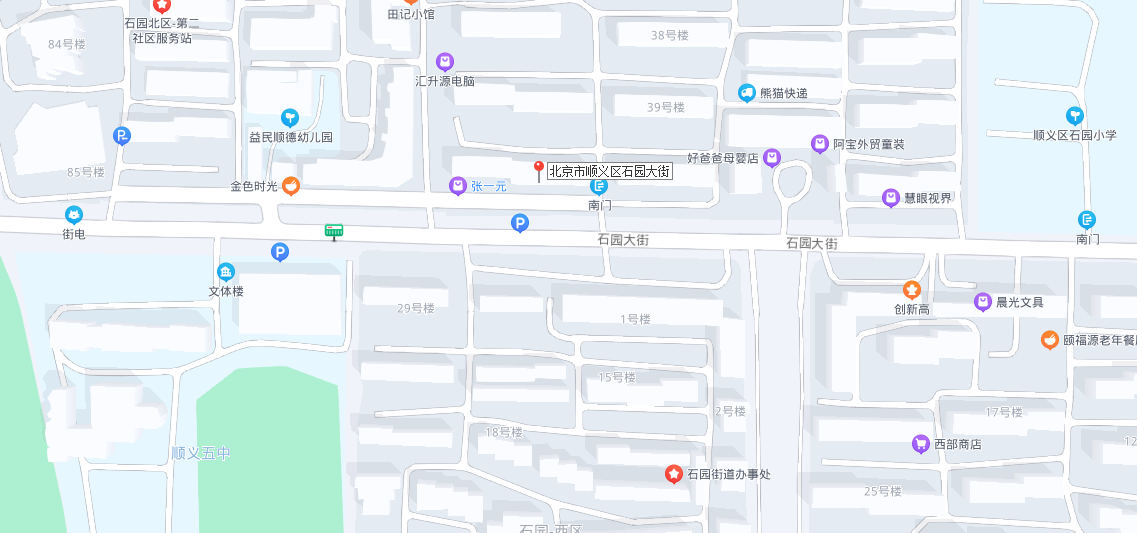 田记小馆
石园北区-第二
社区服务站
38号楼
84号楼
汇升源电脑
熊猫快递
39号楼
益民顺德幼儿园
顺义区石园小学
阿宝外贸童装
好爸爸母婴店
85号楼
北京市顺义区石园大街
金色时光
张一元
慧眼视界
南门
街电
石园大街
石园大街
南门
文体楼
晨光文具
29号楼
创新高
1号楼
颐福源老年餐
15号楼
2号楼
17号楼
18号楼
12
西部商店
顺义五中
石园街道办事处
25号楼
石园-西区